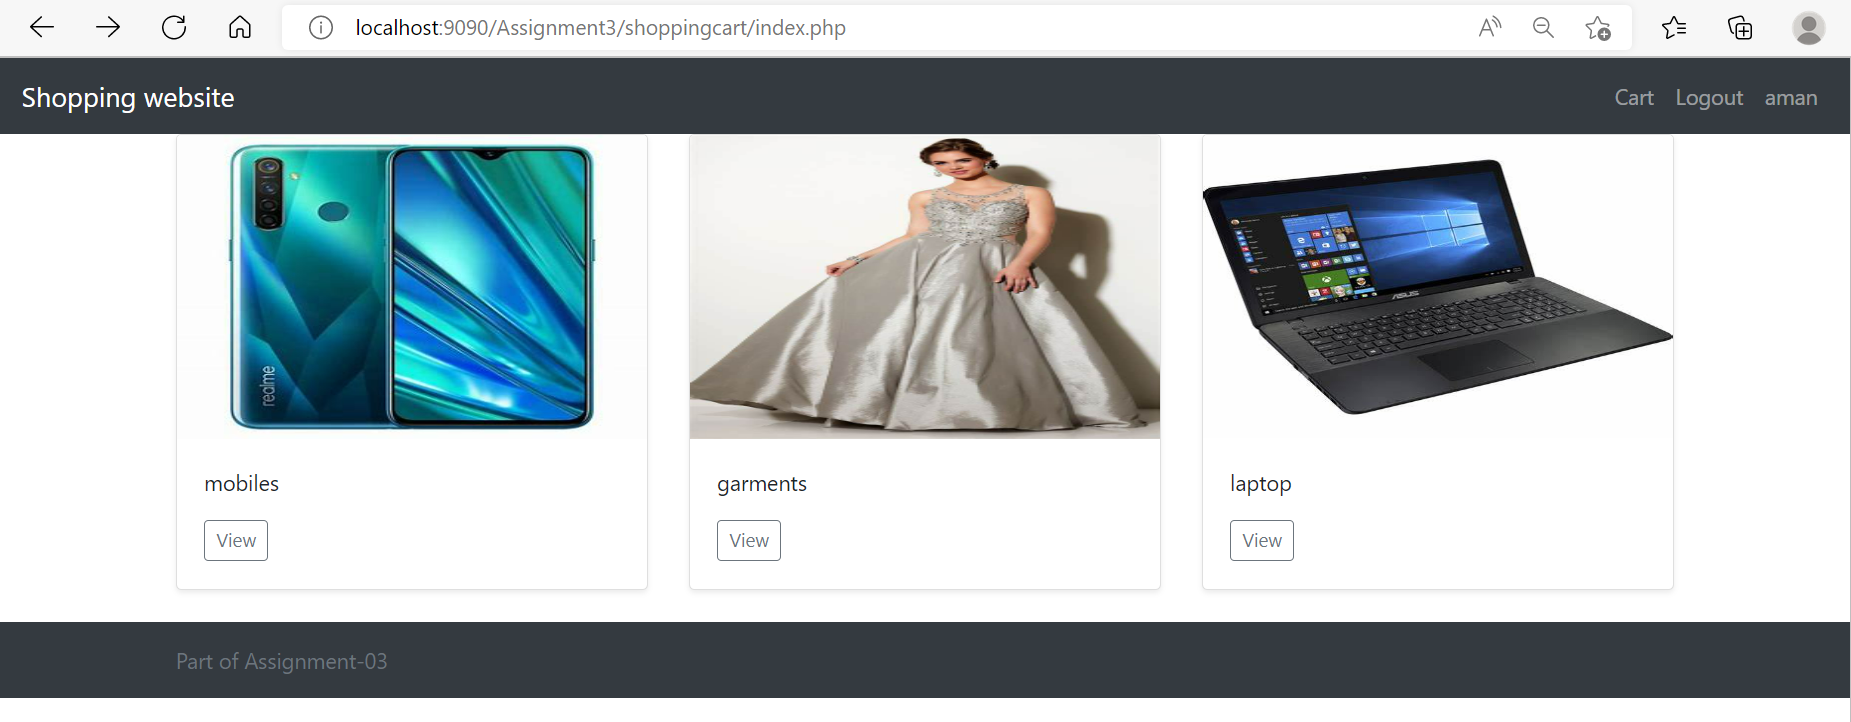 localhost:9090/Assignment3/shoppingcart/index.php
Shopping website
Cart Logout aman
realme
ASUS
mobiles
garments
laptop
View
View
View
Part of Assignment-03